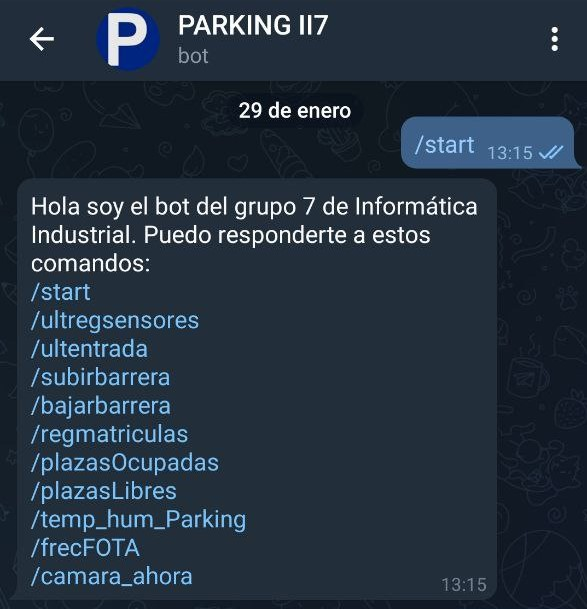 P
PARKING II7
bot
29 de enero
/start 13:15
Hola soy el bot del grupo 7 de Informática
Industrial. Puedo responderte a estos
comandos:
/start
/ultregsensores
/ultentrada
/subirbarrera
/bajarbarrera
/regmatriculas
/plazasOcupadas
/plazasLibres
/temp_hum_Parking
/frecFOTA
/camara_ahora
13:15